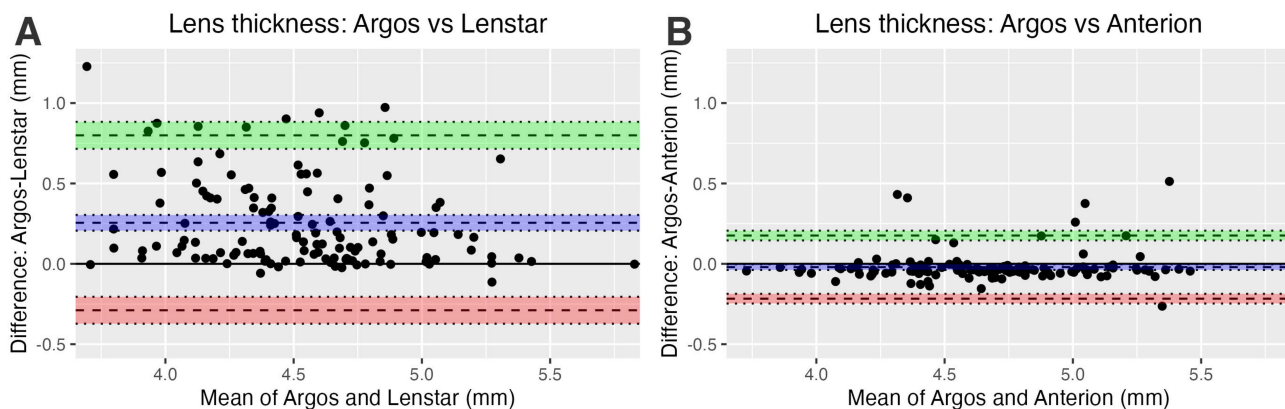 A
Lens thickness: Argos vs Lenstar
Difference: Argos-Lenstar (mm)
1.0
0.5
0.0
-0.5
4.0 4.5 5.0 5.5
Mean of Argos and Lenstar (mm)
B
Lens thickness: Argos vs Anterion
Difference: Argos-Anterion (mm)
1.0
0.5
0.0
-0.5
4.0 4.5 5.0 5.5
Mean of Argos and Anterion (mm)